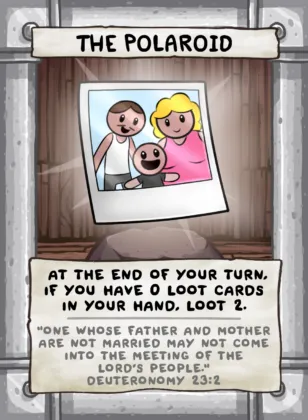 THE POLAROID
AT THE END OF YOUR TURN,
IF YOU HAVE 0 LOOT CARDS
IN YOUR HAND, LOOT 2.
"ONE WHOSE FATHER AND MOTHER
ARE NOT MARRIED MAY NOT COME
INTO THE MEETING OF THE
LORD'S PEOPLE."
DEUTERONOMY 23:2